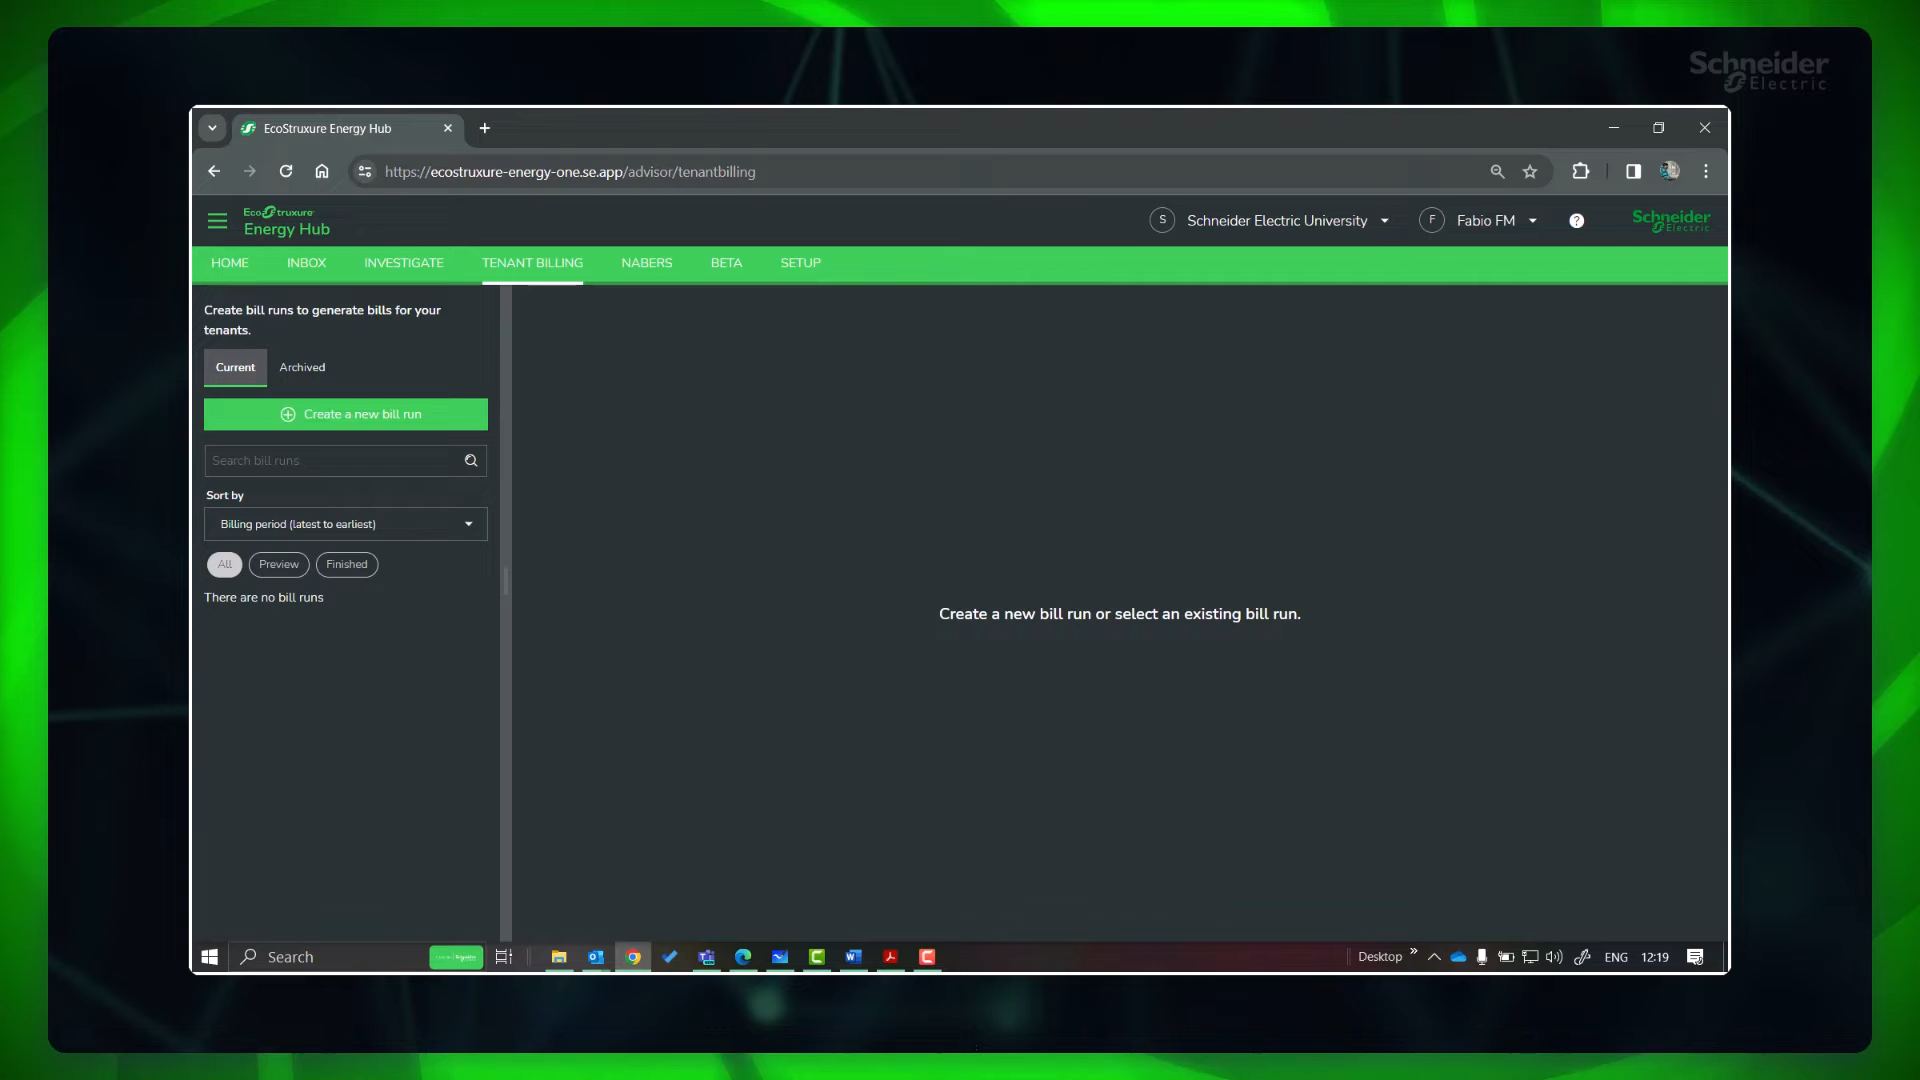 Schneider
Electric
EcoStruxure Energy Hub
https://ecostruxure-energy-one.se.app/advisor/tenantbilling
EcoStruxure
Energy Hub
S
Schneider Electric University
F
Fabio FM
?
Schneider
Electric
HOME
INBOX
INVESTIGATE
TENANT BILLING
NABERS
BETA
SETUP
Create bill runs to generate bills for your
tenants.
Current
Archived
Create a new bill run
Search bill runs
Sort by
Billing period (latest to earliest)
All
Preview
Finished
There are no bill runs
Create a new bill run or select an existing bill run.
Search
Desktop
ENG
12:19